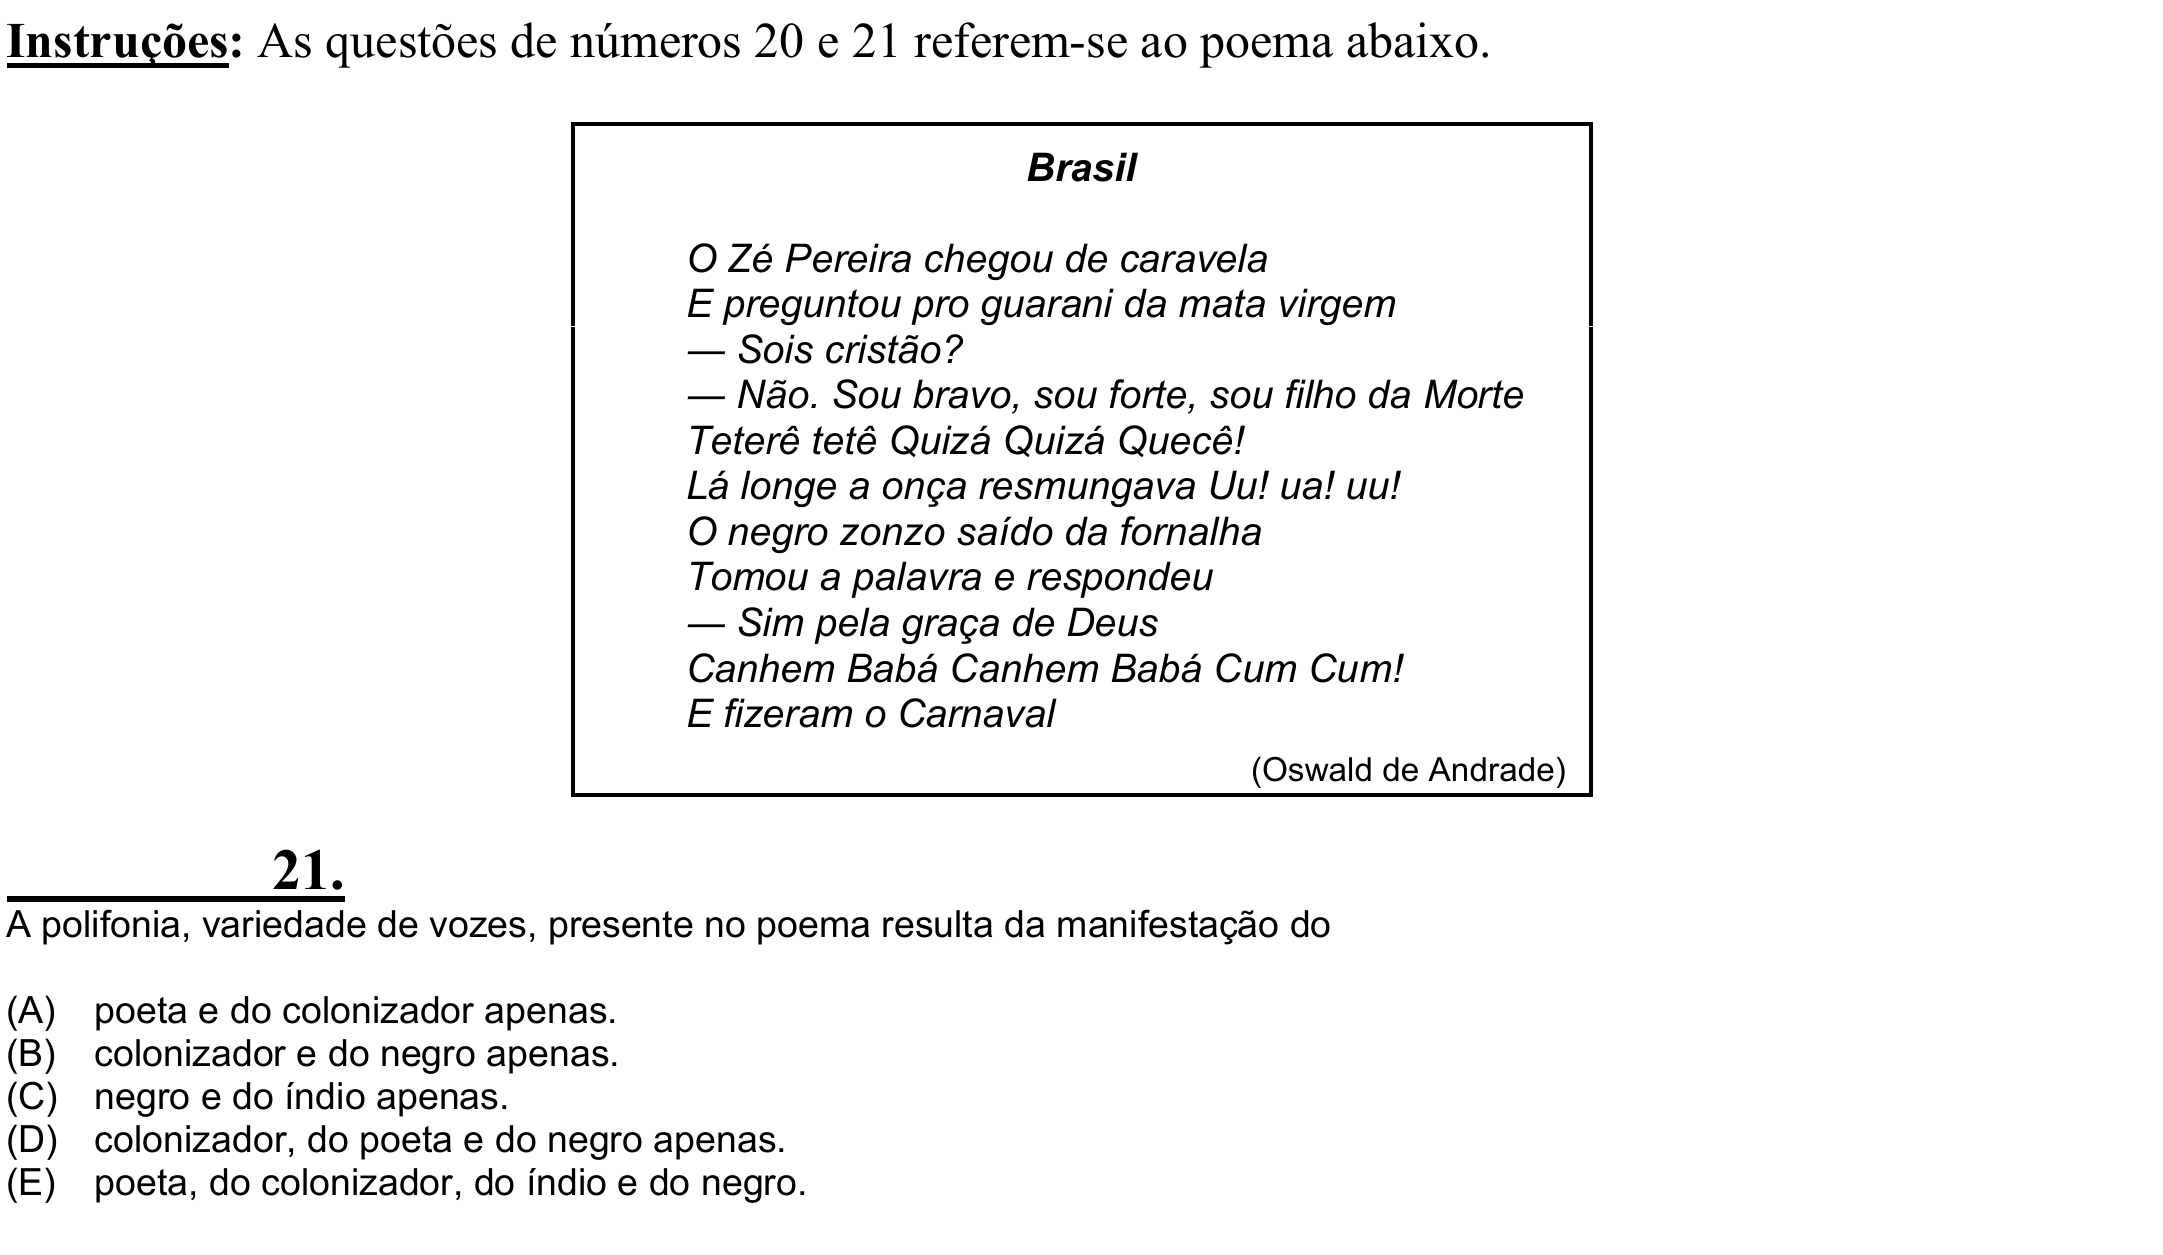 Instruções: As questões de números 20 e 21 referem-se ao poema abaixo.
Brasil
O Zé Pereira chegou de caravela
E preguntou pro guarani da mata virgem
— Sois cristão?
— Não. Sou bravo, sou forte, sou filho da Morte
Teterê tetê Quizá Quizá Quecê!
Lá longe a onça resmungava Uu! ua! uu!
O negro zonzo saído da fornalha
Tomou a palavra e respondeu
— Sim pela graça de Deus
Canhem Babá Canhem Babá Cum Cum!
E fizeram o Carnaval
(Oswald de Andrade)
21.
A polifonia, variedade de vozes, presente no poema resulta da manifestação do
(A) poeta e do colonizador apenas.
(B) colonizador e do negro apenas.
(C) negro e do índio apenas.
(D) colonizador, do poeta e do negro apenas.
(E) poeta, do colonizador, do índio e do negro.